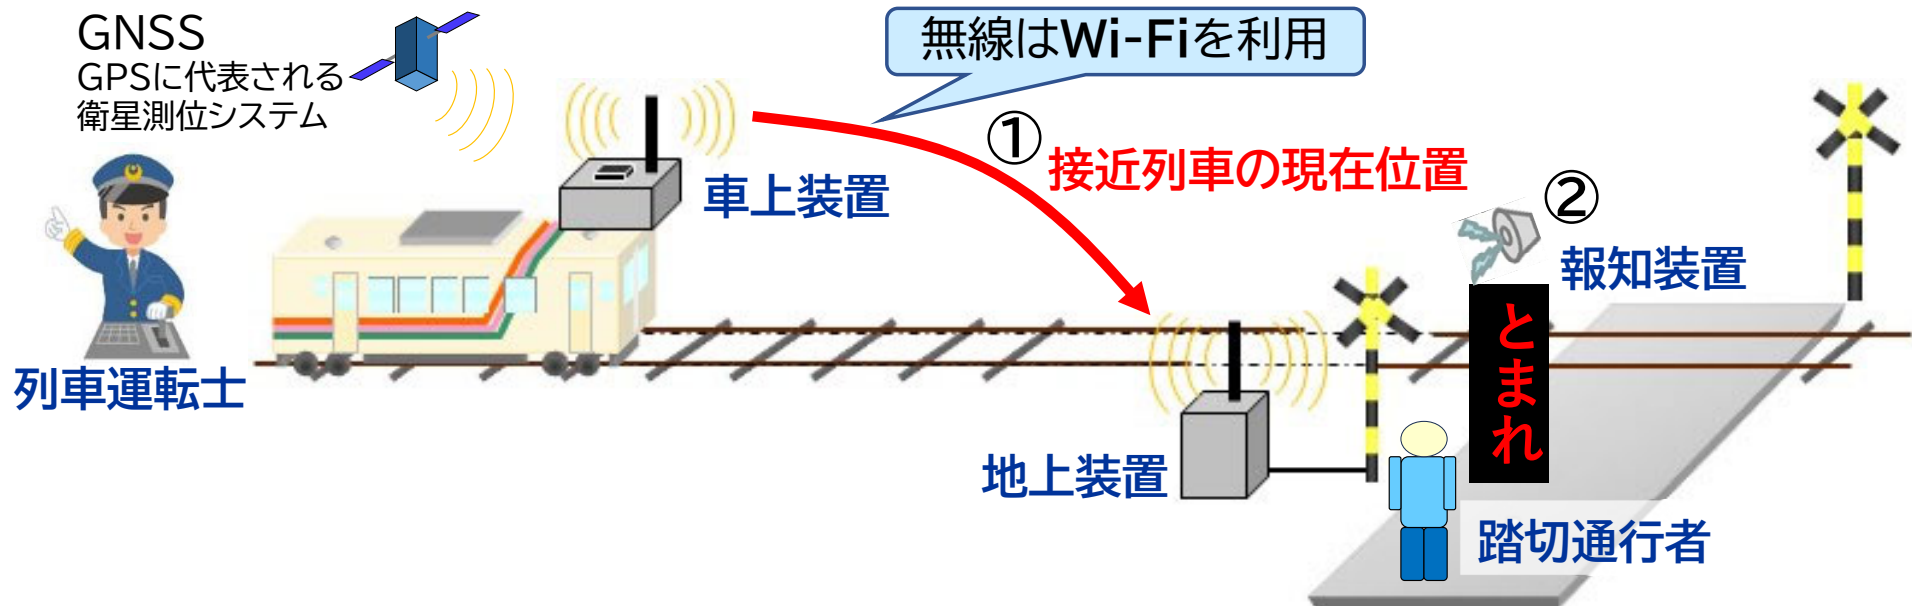 GNSS
GPSに代表される
衛星測位システム
無線はWi-Fiを利用
①
接近列車の現在位置
車上装置
②
報知装置
とまれ
列車運転士
地上装置
踏切通行者